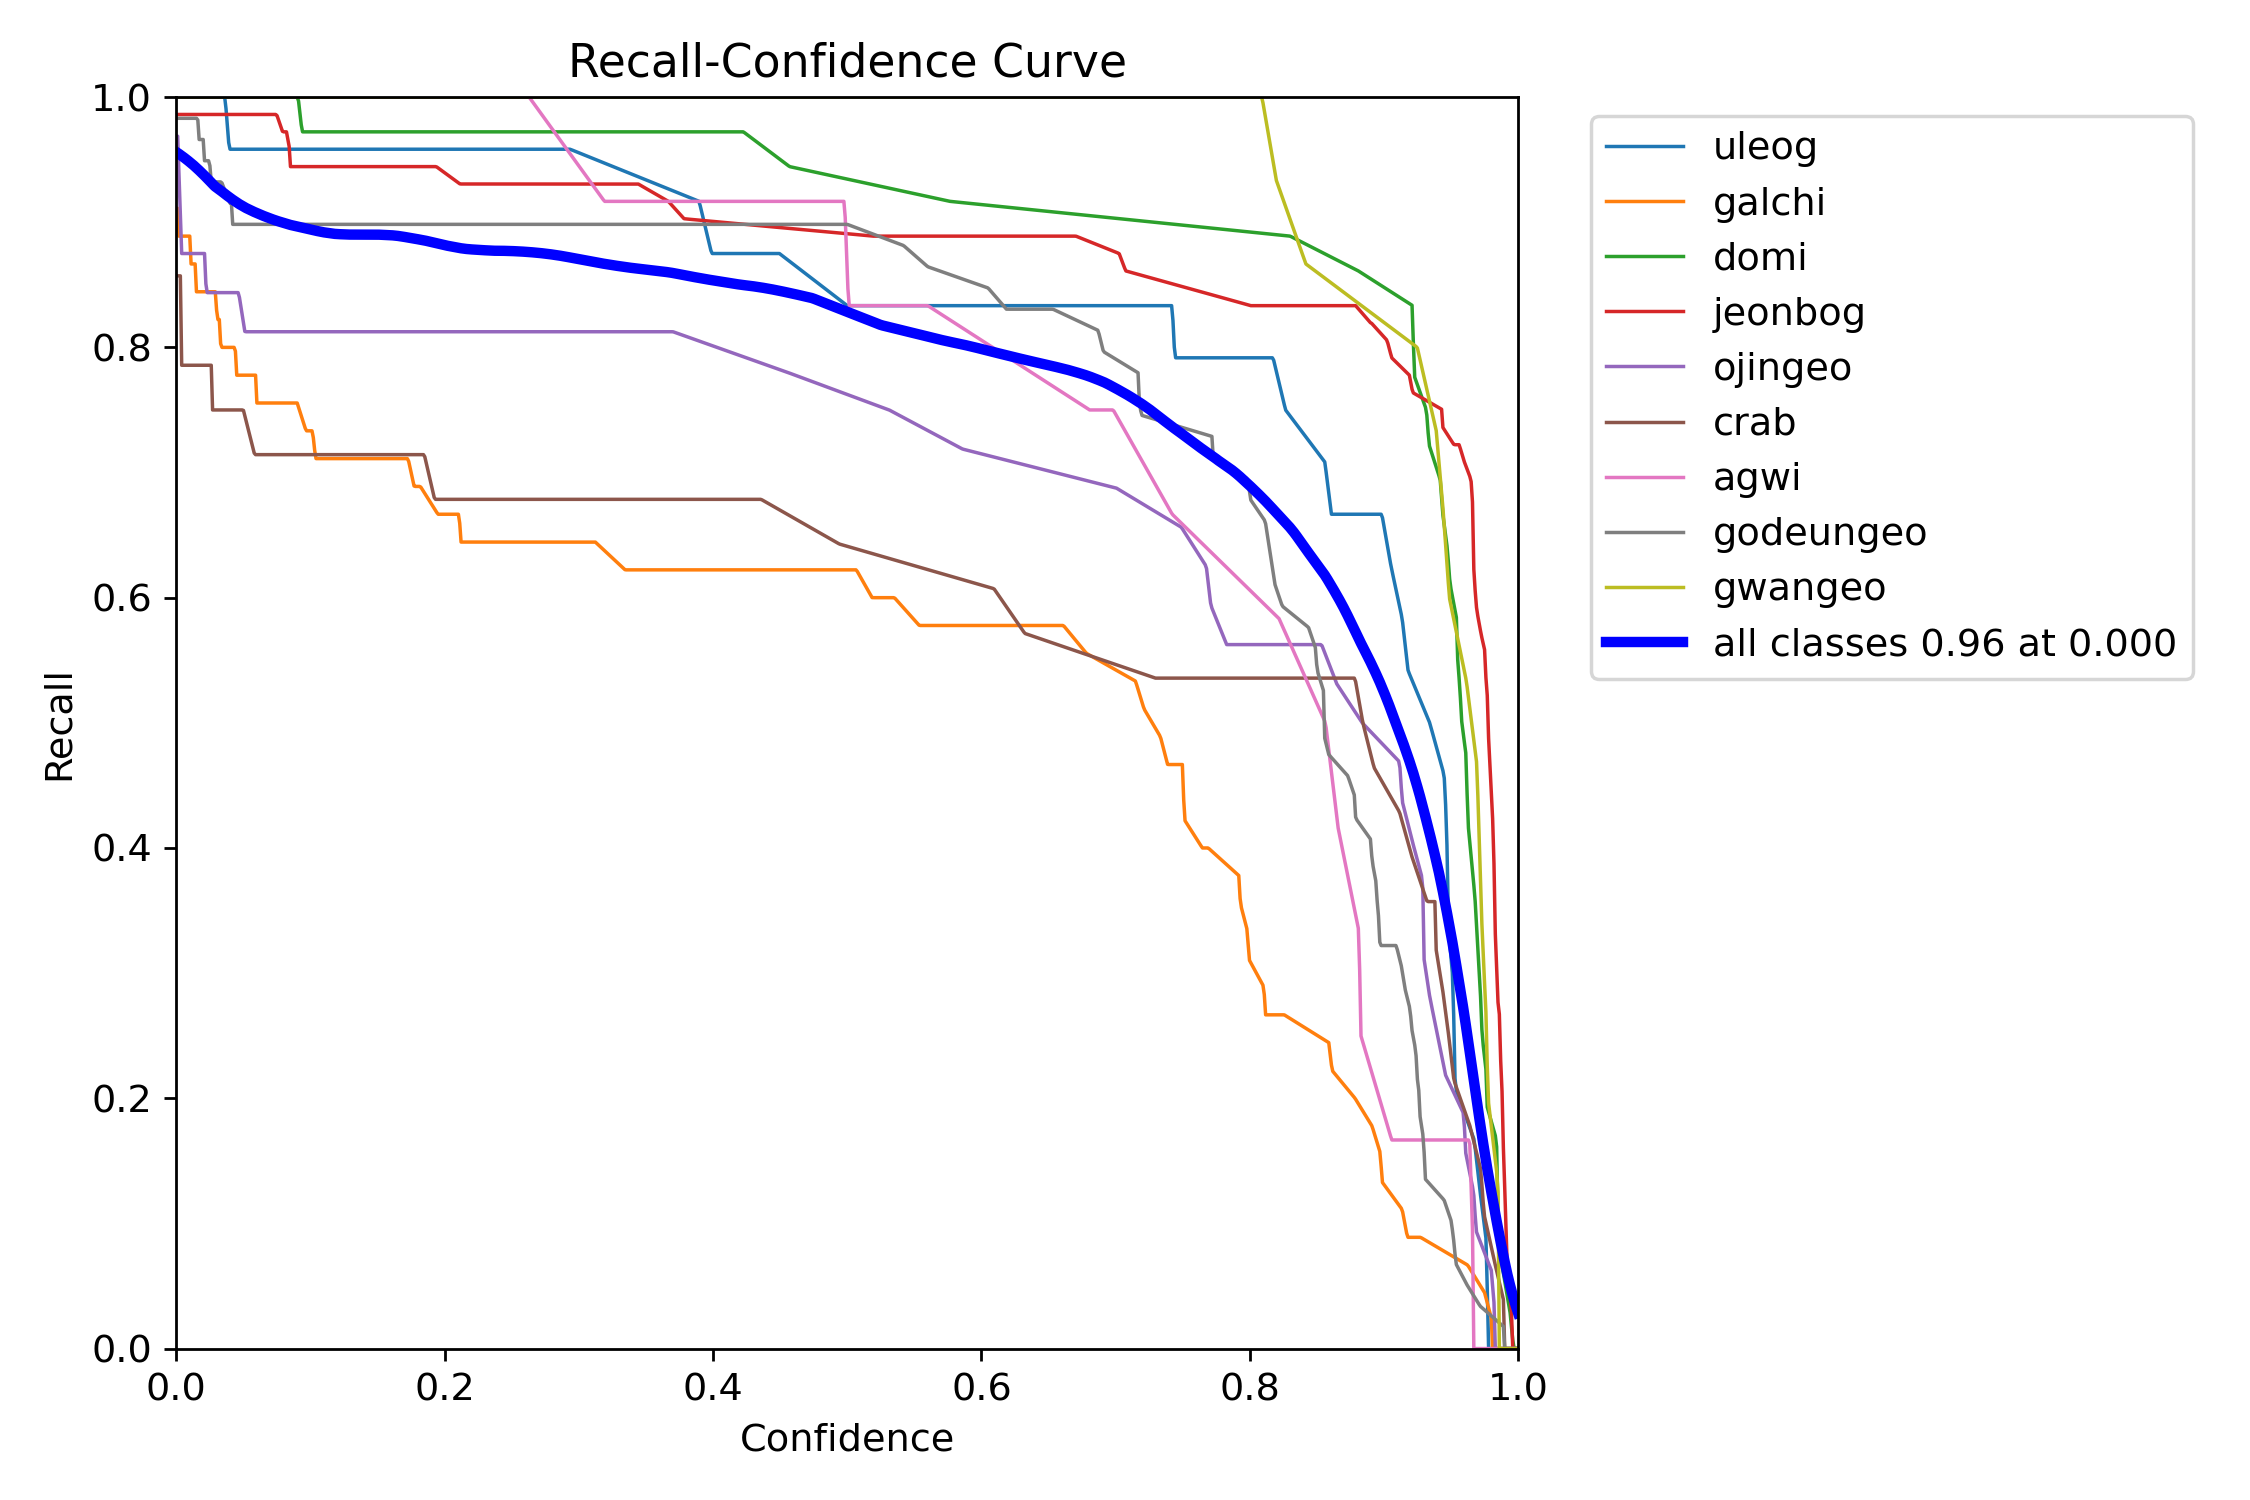 Recall-Confidence Curve
1.0
0.8
0.6
0.4
0.2
0.0
Recall
0.0 0.2 0.4 0.6 0.8 1.0
Confidence
uleog
galchi
domi
jeonbog
ojingeo
crab
agwi
godeungeo
gwangeo
all classes 0.96 at 0.000